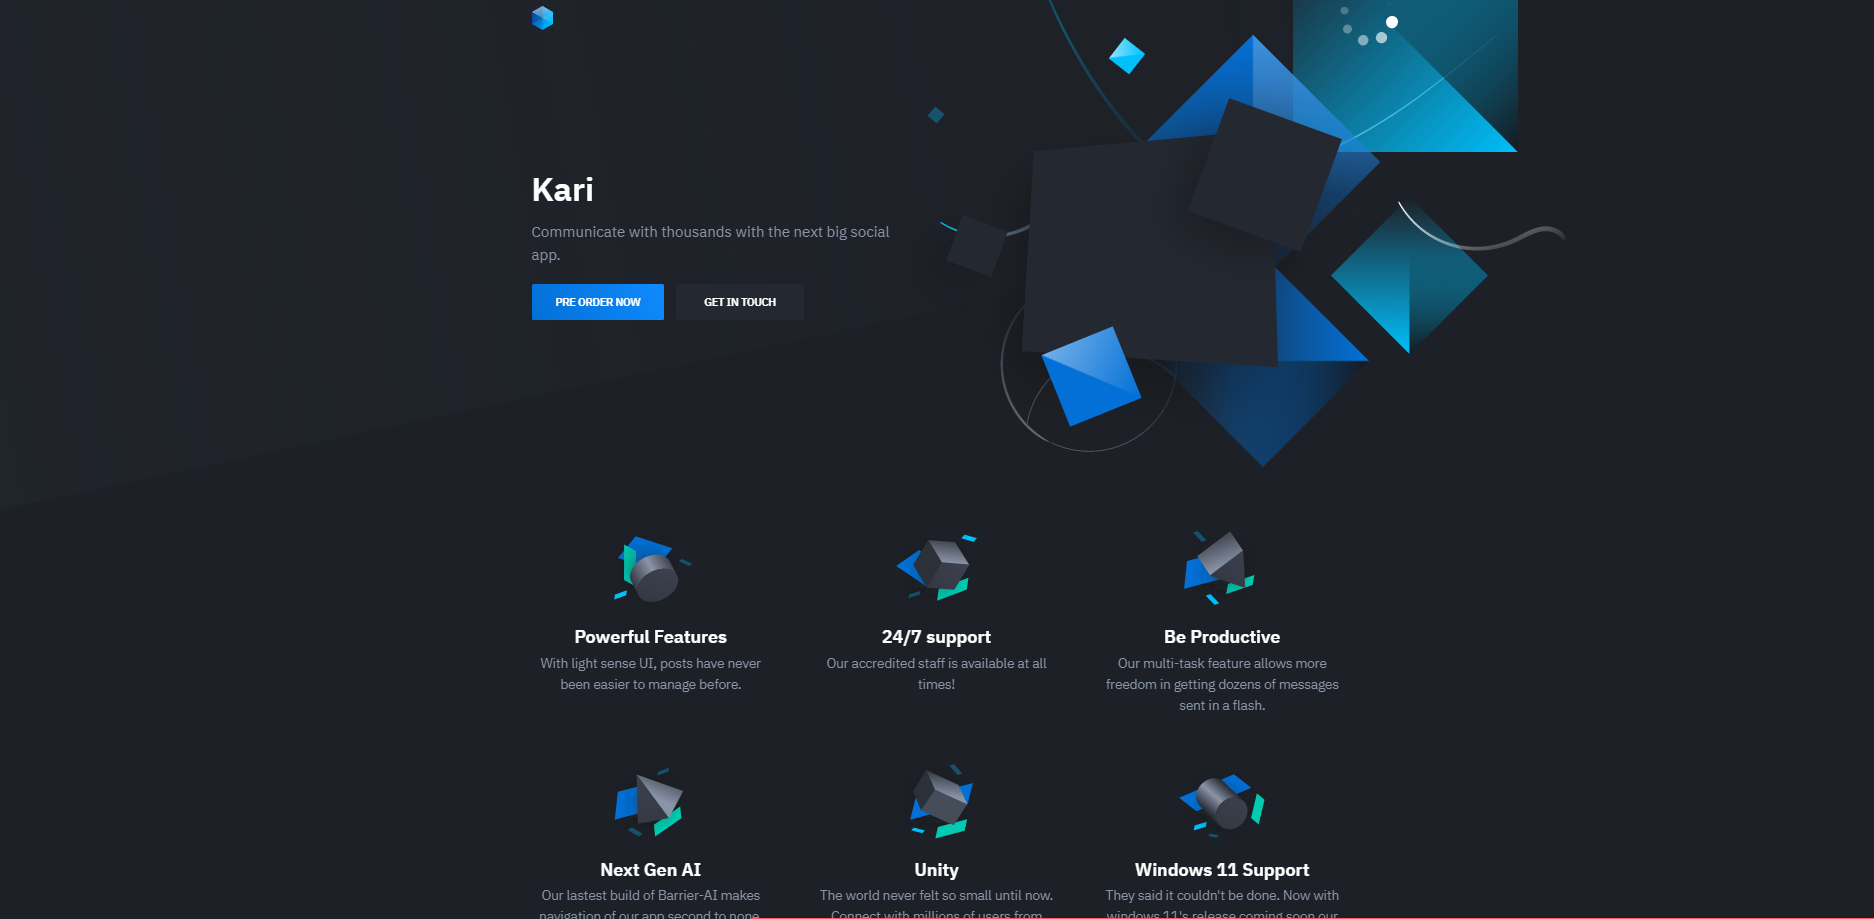 Kari
Communicate with thousands with the next big social
app.
PRE ORDER NOW
GET IN TOUCH
Powerful Features
With light sense UI, posts have never
been easier to manage before.
24/7 support
Our accredited staff is available at all
times!
Be Productive
Our multi-task feature allows more
freedom in getting dozens of messages
sent in a flash.
Next Gen AI
Our lastest build of Barrier-AI makes
navigation of our app second to none.
Unity
The world never felt so small until now.
Connect with millions of users from
Windows 11 Support
They said it couldn't be done. Now with
windows 11's release coming soon our